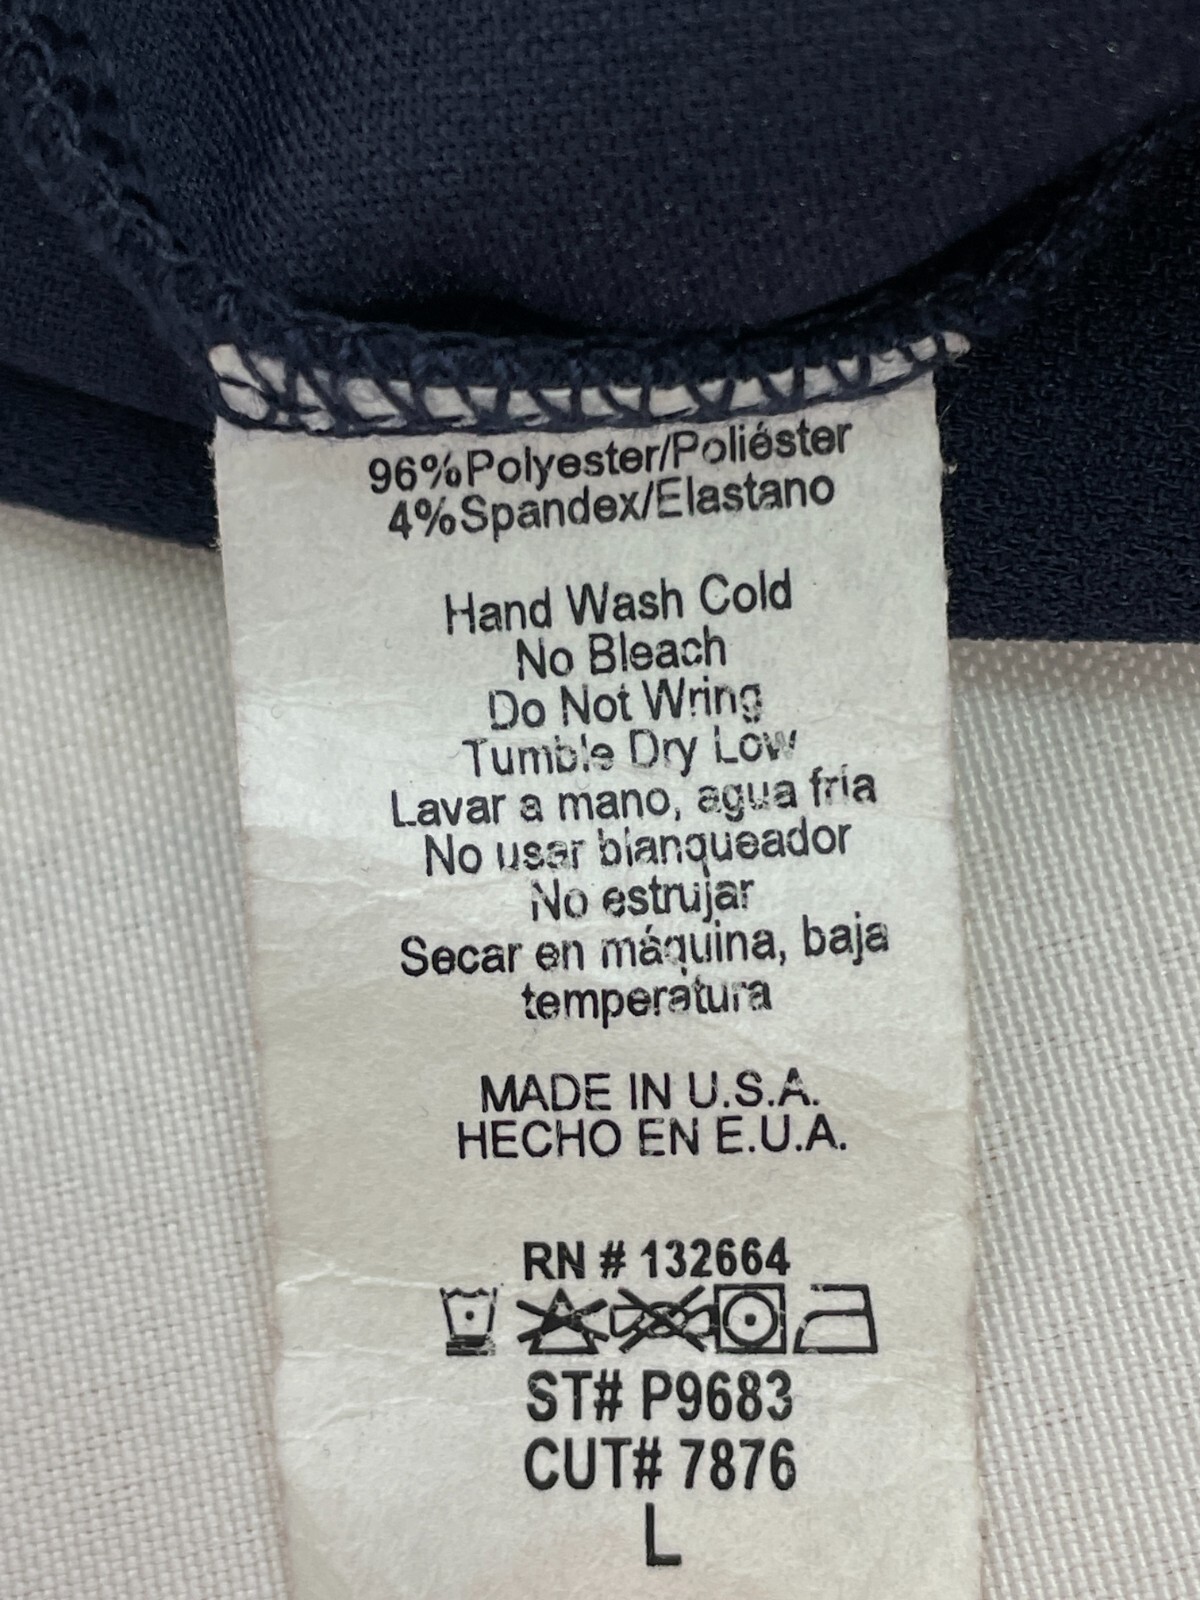 96%Polyester/Poliéster
4%Spandex/Elastano
Hand Wash Cold
No Bleach
Do Not Wring
Tumble Dry Low
Lavar a mano, agua fría
No usar blanqueador
No estrujar
Secar en máquina, baja
temperatura
MADE IN U.S.A.
HECHO EN E.U.A.
RN # 132664
ST# P9683
CUT# 7876
L